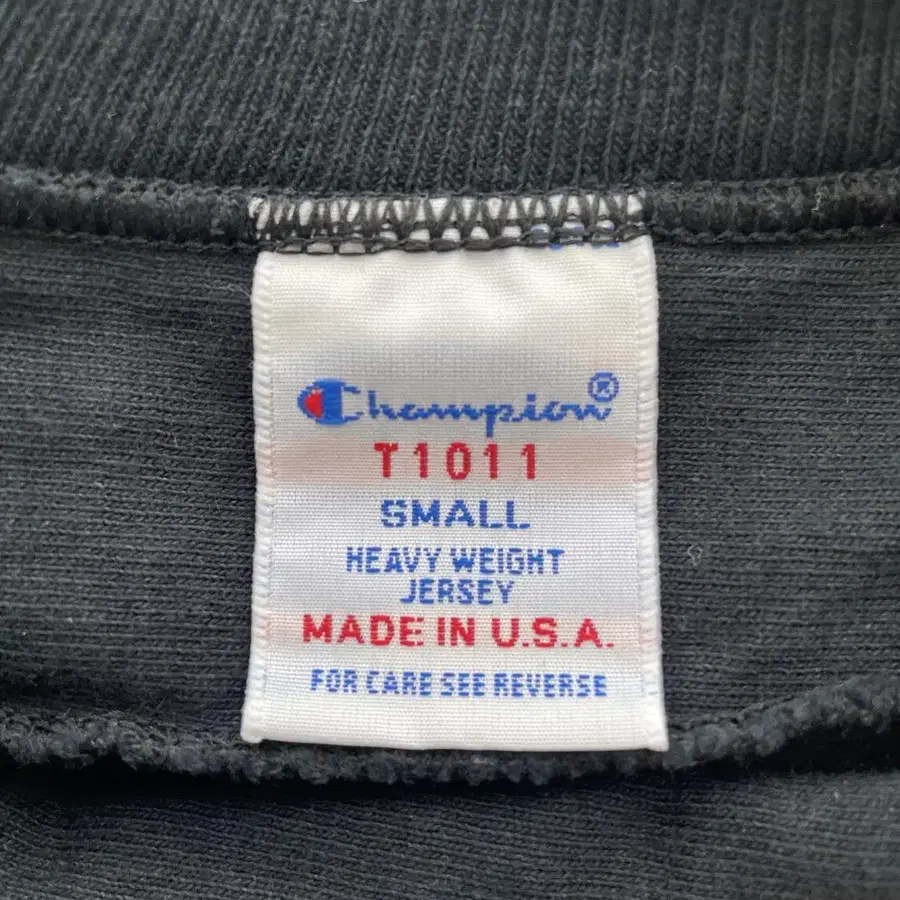 Champion®
T1011
SMALL
HEAVY WEIGHT
JERSEY
MADE IN U.S.A.
FOR CARE SEE REVERSE